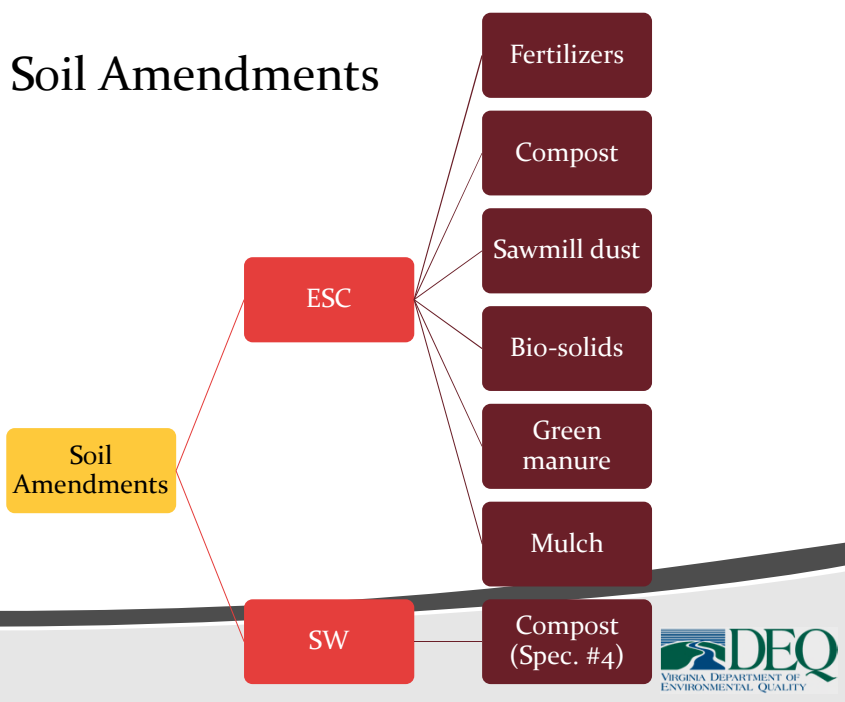 Soil Amendments
Fertilizers
Compost
Sawmill dust
ESC
Bio-solids
Green
manure
Soil
Amendments
Mulch
SW
Compost
(Spec. #4)
DEQ
VIRGINIA DEPARTMENT OF
ENVIRONMENTAL QUALITY